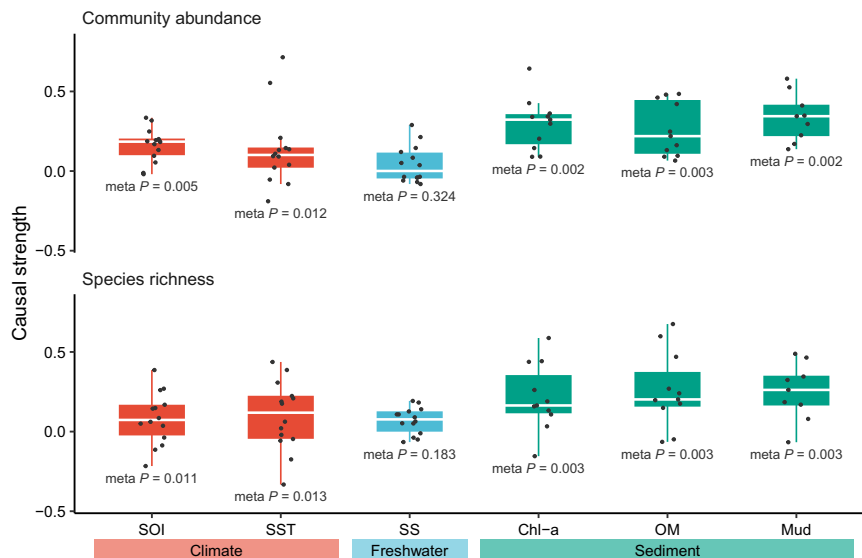 Community abundance
Causal strength
0.5
0.0
−0.5
meta P = 0.005
meta P = 0.012
meta P = 0.324
meta P = 0.002
meta P = 0.003
meta P = 0.002
Species richness
0.5
0.0
−0.5
meta P = 0.011
meta P = 0.013
meta P = 0.183
meta P = 0.003
meta P = 0.003
meta P = 0.003
SOI SST SS Chl−a OM Mud
Climate Freshwater Sediment